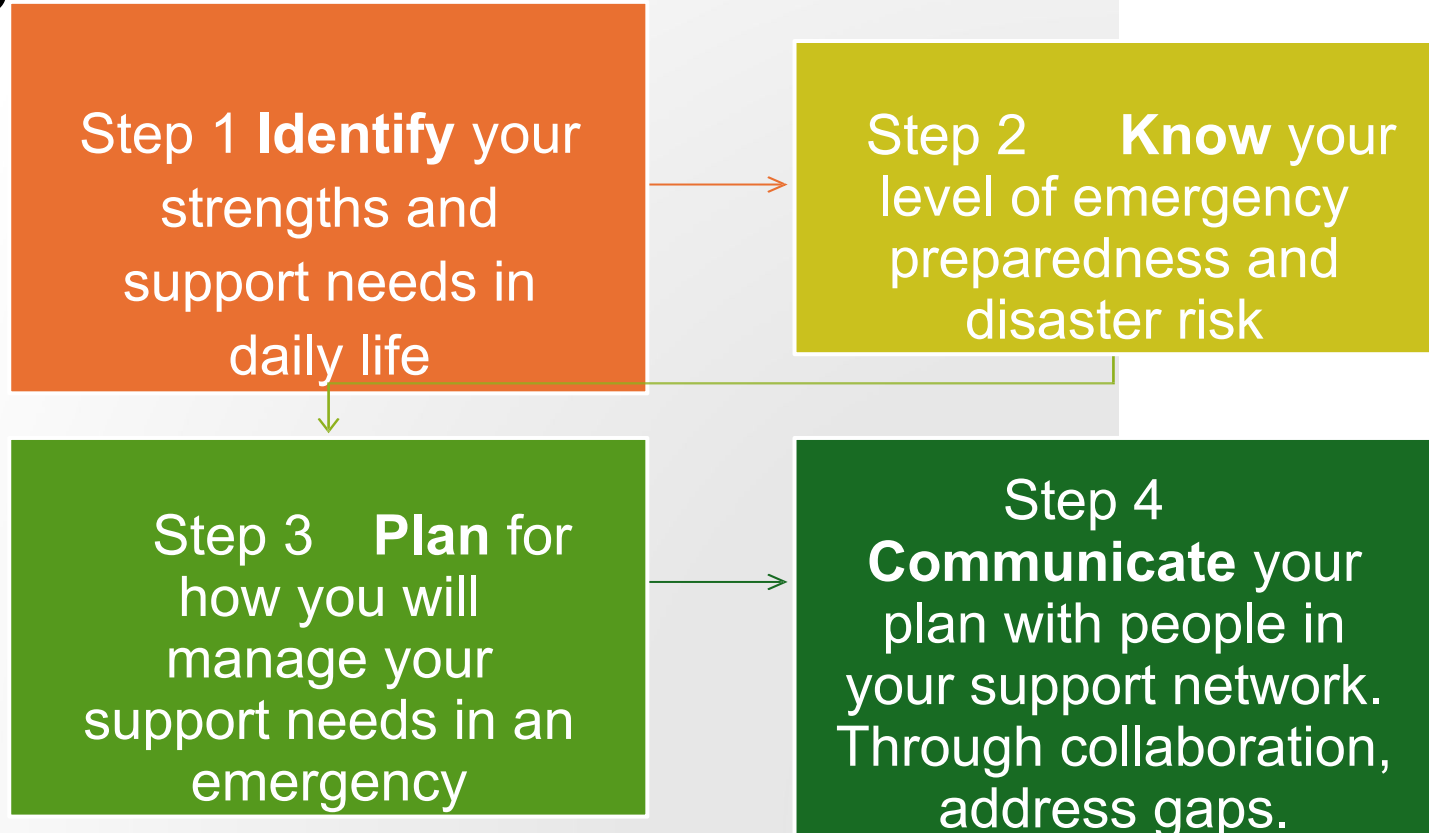 Step 1 Identify your
strengths and
support needs in
daily life
Step 2 Know your
level of emergency
preparedness and
disaster risk
Step 3 Plan for
how you will
manage your
support needs in an
emergency
Step 4
Communicate your
plan with people in
your support network.
Through collaboration,
address gaps.